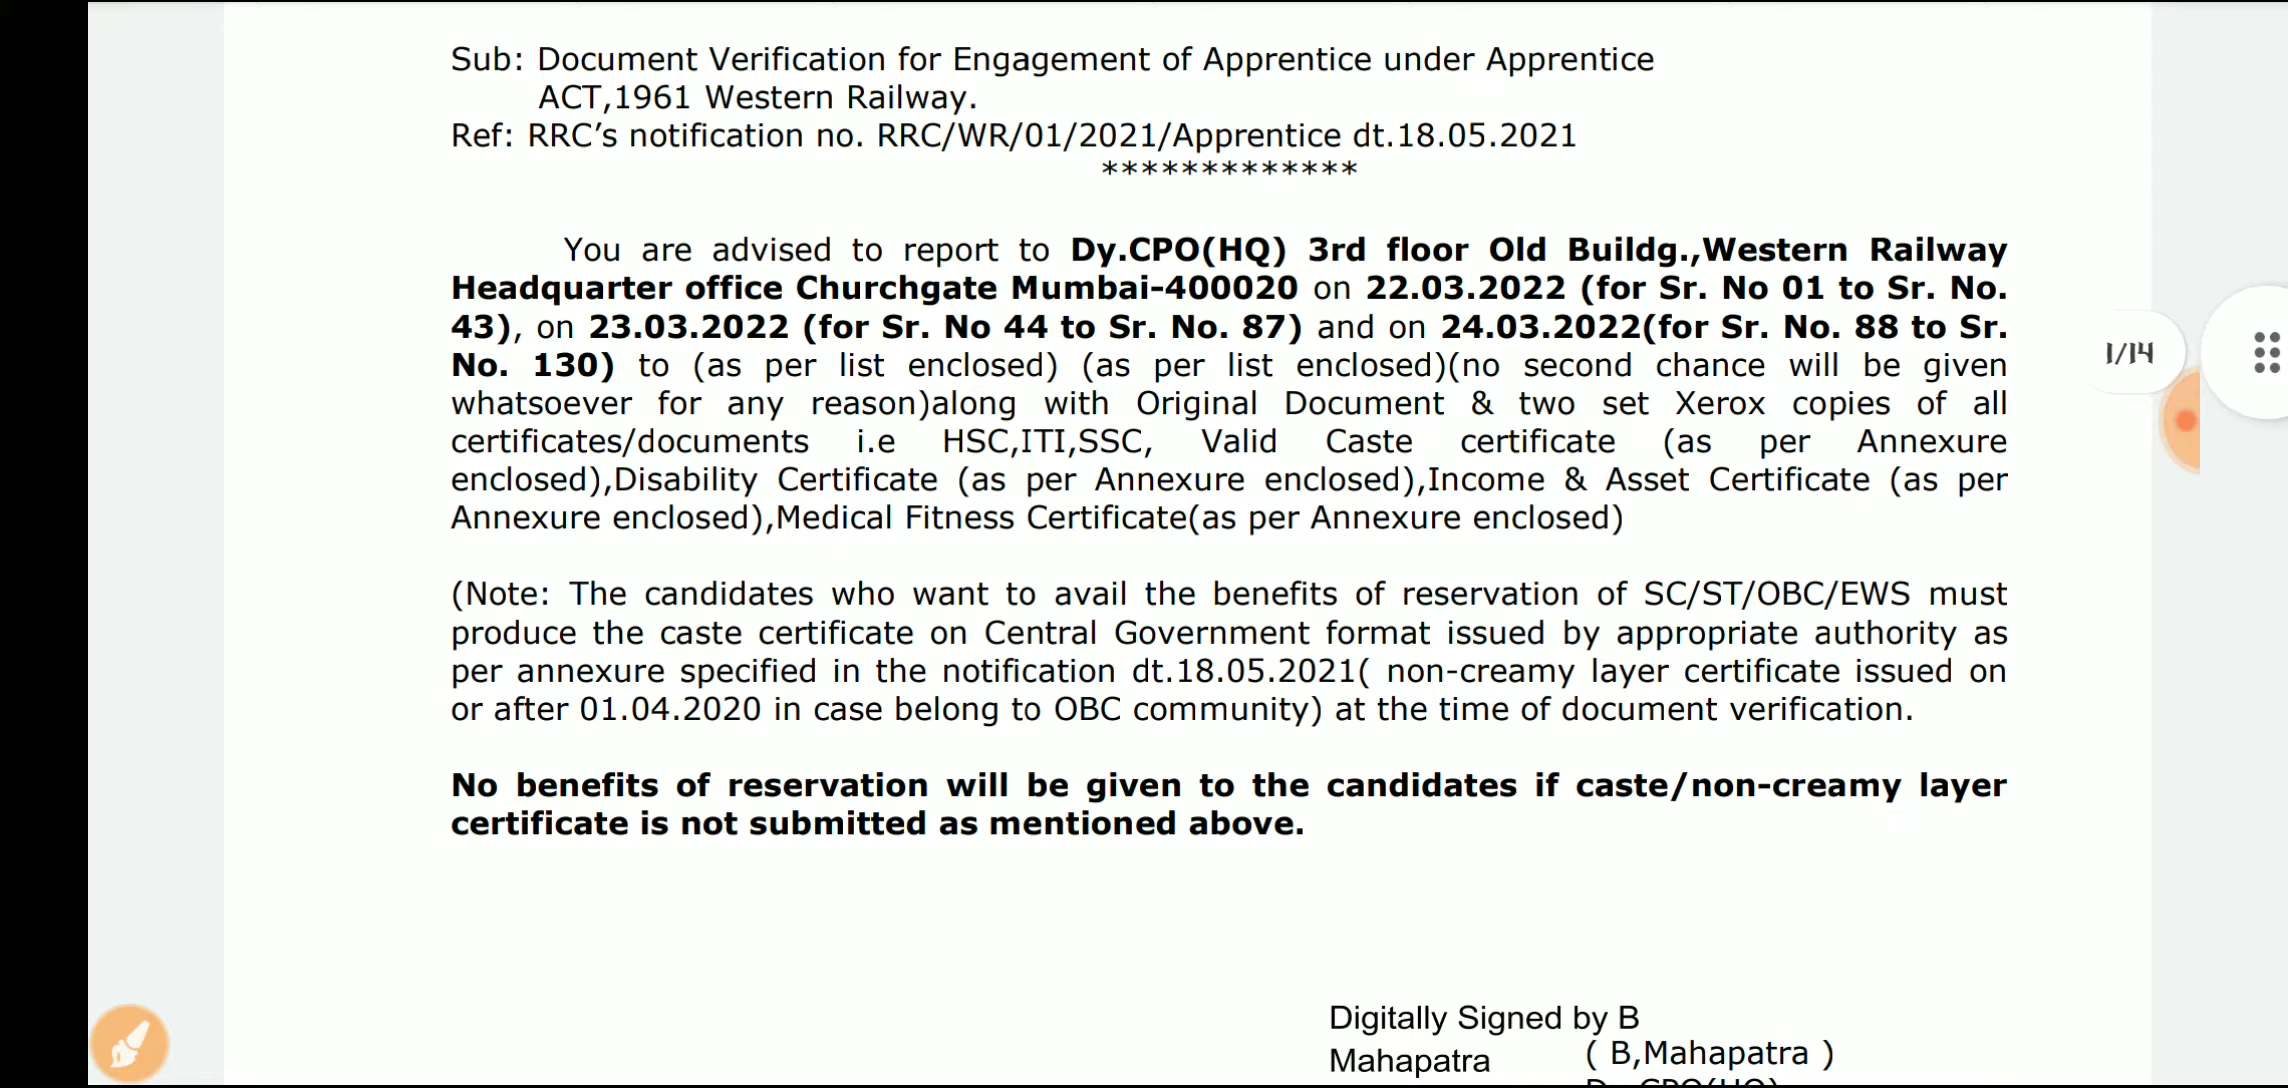 Sub: Document Verification for Engagement of Apprentice under Apprentice
ACT,1961 Western Railway.
Ref: RRC’s notification no. RRC/WR/01/2021/Apprentice dt.18.05.2021
*************
You are advised to report to Dy.CPO(HQ) 3rd floor Old Buildg.,Western Railway
Headquarter office Churchgate Mumbai-400020 on 22.03.2022 (for Sr. No 01 to Sr. No.
43), on 23.03.2022 (for Sr. No 44 to Sr. No. 87) and on 24.03.2022(for Sr. No. 88 to Sr.
No. 130) to (as per list enclosed) (as per list enclosed)(no second chance will be given
whatsoever for any reason)along with Original Document & two set Xerox copies of all
certificates/documents i.e HSC,ITI,SSC, Valid Caste certificate (as per Annexure
enclosed),Disability Certificate (as per Annexure enclosed),Income & Asset Certificate (as per
Annexure enclosed),Medical Fitness Certificate(as per Annexure enclosed)
(Note: The candidates who want to avail the benefits of reservation of SC/ST/OBC/EWS must
produce the caste certificate on Central Government format issued by appropriate authority as
per annexure specified in the notification dt.18.05.2021( non-creamy layer certificate issued on
or after 01.04.2020 in case belong to OBC community) at the time of document verification.
No benefits of reservation will be given to the candidates if caste/non-creamy layer
certificate is not submitted as mentioned above.
Digitally Signed by B
Mahapatra
( B,Mahapatra )
1/14